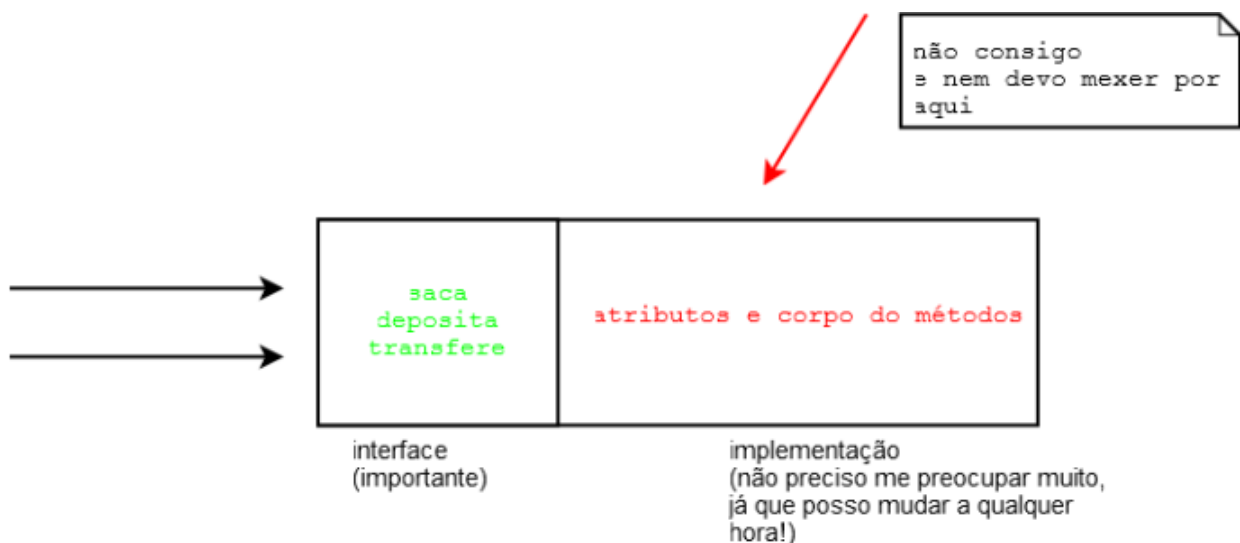 não consigo
e nem devo mexer por
aqui
saca
deposita
transfere
atributos e corpo do métodos
interface
(importante)
implementação
(não preciso me preocupar muito,
já que posso mudar a qualquer
hora!)